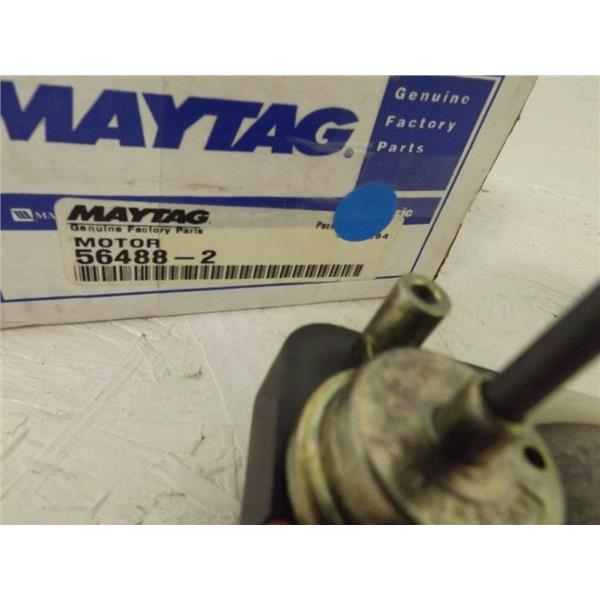 MAYTAG®
Genuine
Factory
Parts
MAYTAG
Genuine Factory Parts
MOTOR
56488-2